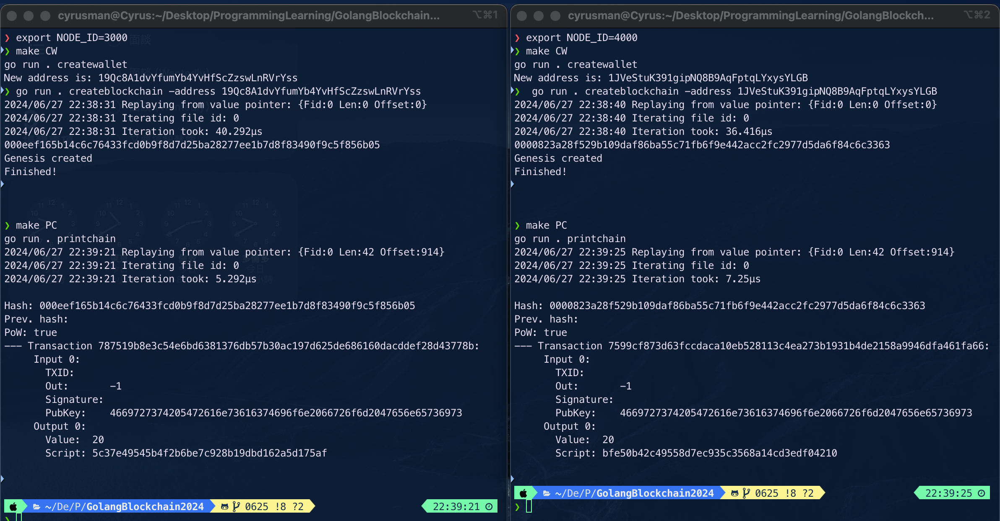 cyrusman@Cyrus:~/Desktop/ProgrammingLearning/GolangBlockchain... ⌥⌘1
❯ export NODE_ID=3000
❯ make CW
go run . createwallet
New address is: 19Qc8A1dvYfumYb4YvHfScZzswLnRVrYss
❯ go run . createblockchain -address 19Qc8A1dvYfumYb4YvHfScZzswLnRVrYss
2024/06/27 22:38:31 Replaying from value pointer: {Fid:0 Len:0 Offset:0}
2024/06/27 22:38:31 Iterating file id: 0
2024/06/27 22:38:31 Iteration took: 40.292µs
000eef165b14c6c76433fcd0b9f8d7d25ba28277ee1b7d8f83490f9c5f856b05
Genesis created
Finished!
❯ make PC
go run . printchain
2024/06/27 22:39:21 Replaying from value pointer: {Fid:0 Len:42 Offset:914}
2024/06/27 22:39:21 Iterating file id: 0
2024/06/27 22:39:21 Iteration took: 5.292µs
Hash: 000eef165b14c6c76433fcd0b9f8d7d25ba28277ee1b7d8f83490f9c5f856b05
Prev. hash:
PoW: true
--- Transaction 787519b8e3c54e6bd6381376db57b30ac197d625de686160dacddef28d43778b:
Input 0:
TXID:
Out: -1
Signature:
PubKey: 4669727374205472616e73616374696f6e2066726f6d2047656e65736973
Output 0:
Value: 20
Script: 5c37e49545b4f2b6be7c928b19dbd162a5d175af
~/De/P/GolangBlockchain2024 0625 !8 ?2 22:39:21
❯
cyrusman@Cyrus:~/Desktop/ProgrammingLearning/GolangBlockch... ⌥⌘2
❯ export NODE_ID=4000
❯ make CW
go run . createwallet
New address is: 1JVeStuK391gipNQ8B9AqFptqLYxysYLGB
❯ go run . createblockchain -address 1JVeStuK391gipNQ8B9AqFptqLYxysYLGB
2024/06/27 22:38:40 Replaying from value pointer: {Fid:0 Len:0 Offset:0}
2024/06/27 22:38:40 Iterating file id: 0
2024/06/27 22:38:40 Iteration took: 36.416µs
0000823a28f529b109daf86ba55c71fb6f9e442acc2fc2977d5da6f84c6c3363
Genesis created
Finished!
❯ make PC
go run . printchain
2024/06/27 22:39:25 Replaying from value pointer: {Fid:0 Len:42 Offset:914}
2024/06/27 22:39:25 Iterating file id: 0
2024/06/27 22:39:25 Iteration took: 7.25µs
Hash: 0000823a28f529b109daf86ba55c71fb6f9e442acc2fc2977d5da6f84c6c3363
Prev. hash:
PoW: true
--- Transaction 7599cf873d63fccdaca10eb528113c4ea273b1931b4de2158a9946dfa461fa66:
Input 0:
TXID:
Out: -1
Signature:
PubKey: 4669727374205472616e73616374696f6e2066726f6d2047656e65736973
Output 0:
Value: 20
Script: bfe50b42c49558d7ec935c3568a14cd3edf04210
~/De/P/GolangBlockchain2024 0625 !8 ?2 22:39:25
❯